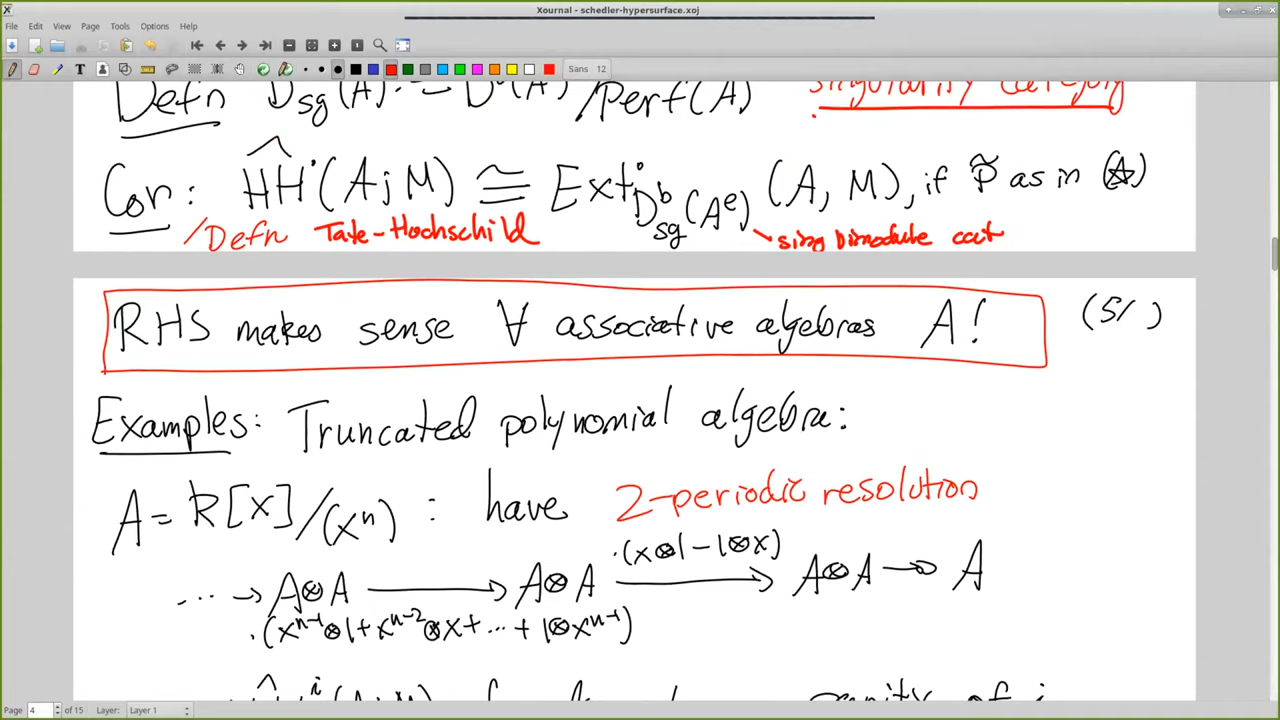 Xournal - schedler-hypersurface.xoj
File Edit View Page Tools Options Help
Sans 12
Defn D_sg(A) := D^b(A)/Perf(A) singularity category
Cor: ĤH^•(A; M) ≅ Ext^•_{D^b_sg(A^e)}(A, M), if P̃ as in (☆)
/Defn Tate-Hochschild sing bimodule cat
RHS makes sense ∀ associative algebras A! (5/ )
Examples: Truncated polynomial algebra:
A = k[x]/(x^n) : have 2-periodic resolution
·(x⊗1 − 1⊗x)
··· → A⊗A → A⊗A → A⊗A → A
·(x^{n-1}⊗1 + x^{n-2}⊗x + ··· + 1⊗x^{n-1})
Page 4 of 15 Layer: Layer 1